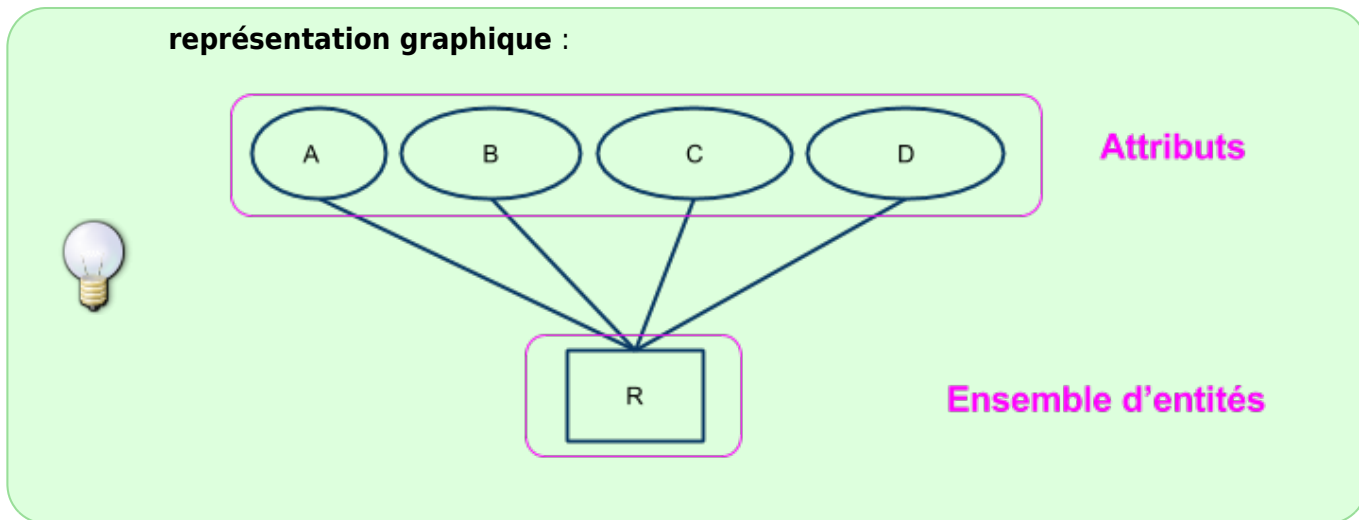 représentation graphique :
A B C D Attributs
R Ensemble d'entités